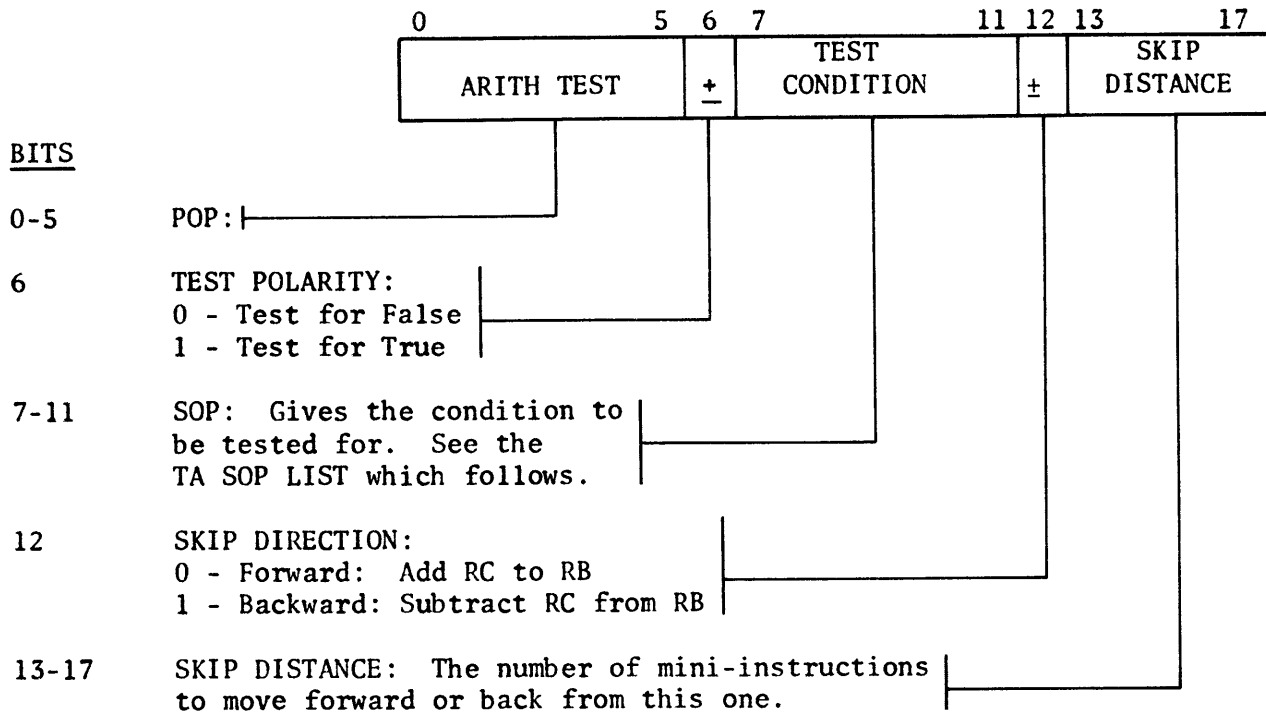 0 5 6 7 11 12 13 17
ARITH TEST ± TEST CONDITION ± SKIP DISTANCE
BITS
0-5 POP:
6 TEST POLARITY:
0 - Test for False
1 - Test for True
7-11 SOP: Gives the condition to
be tested for. See the
TA SOP LIST which follows.
12 SKIP DIRECTION:
0 - Forward: Add RC to RB
1 - Backward: Subtract RC from RB
13-17 SKIP DISTANCE: The number of mini-instructions
to move forward or back from this one.